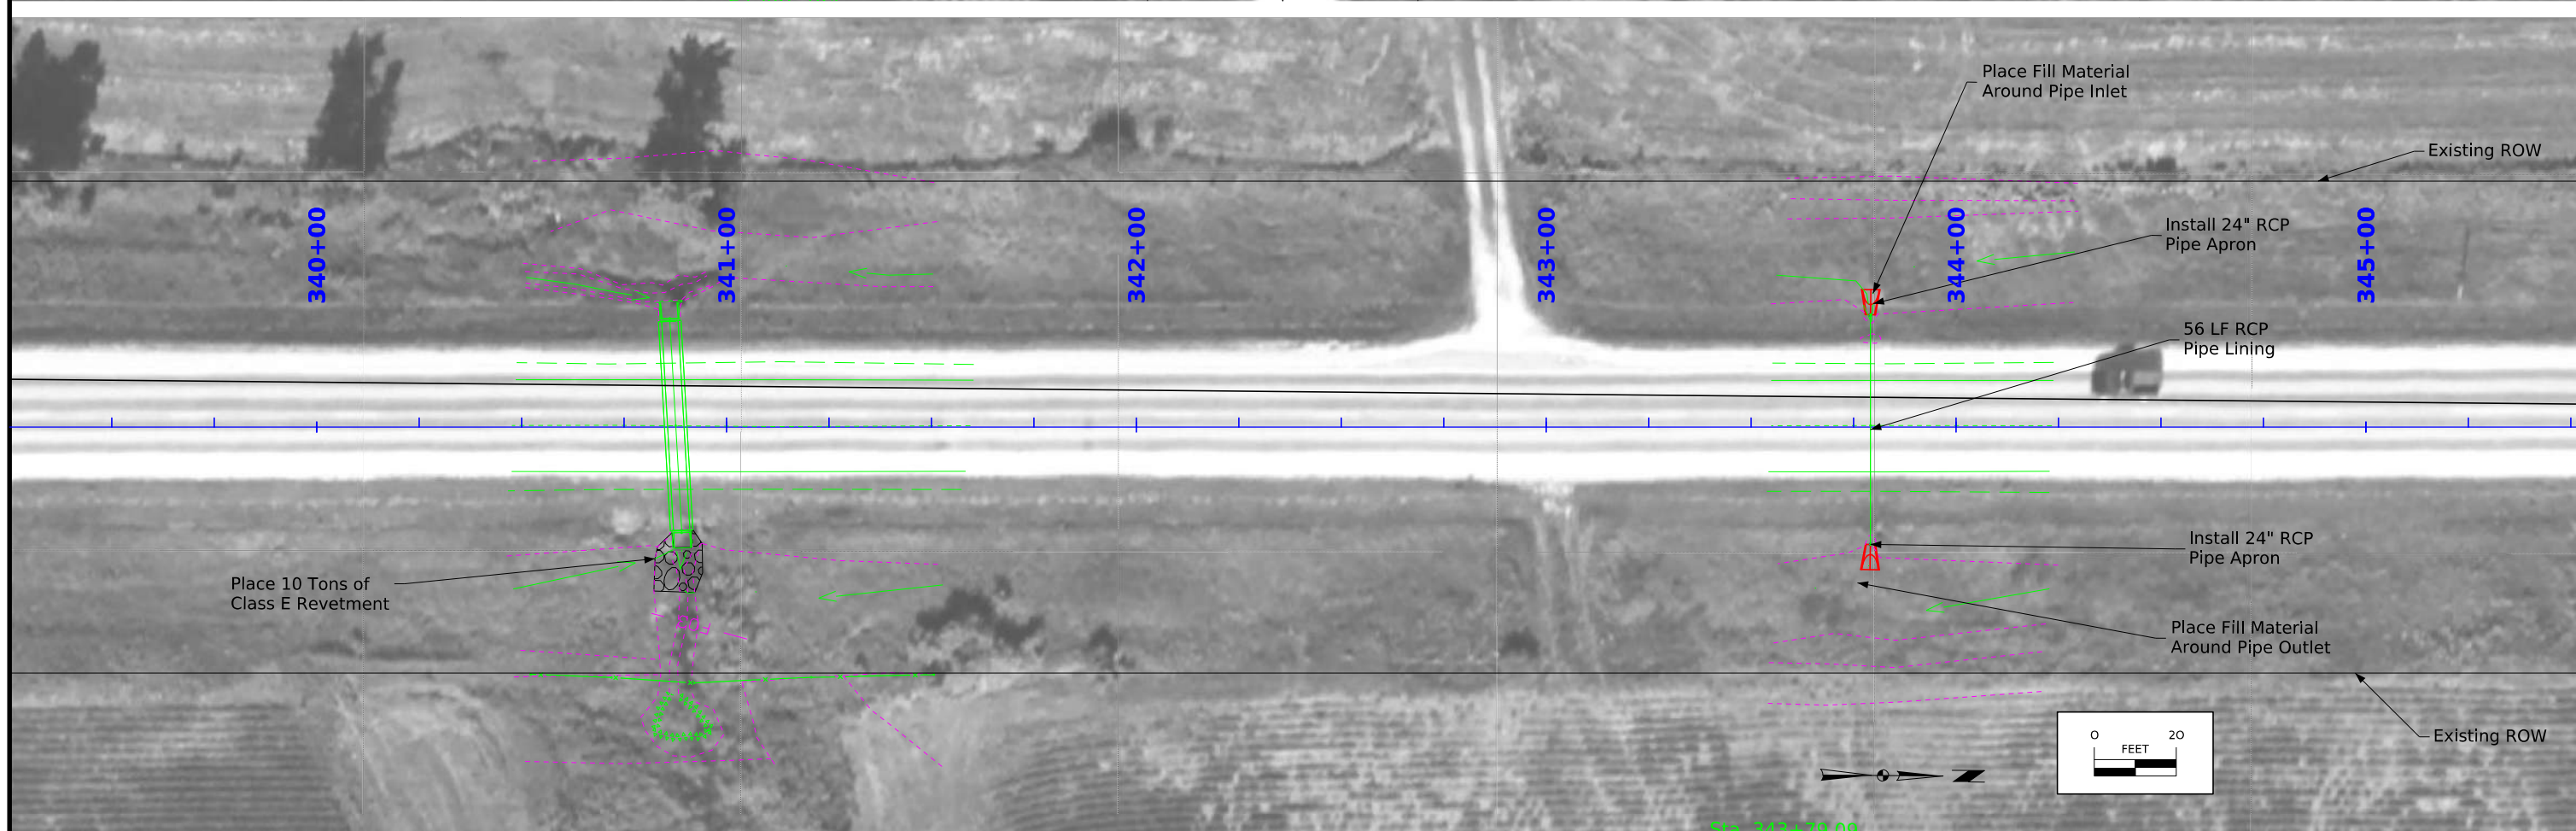 Place Fill Material
Around Pipe Inlet
Existing ROW
340+00
341+00
342+00
343+00
344+00
345+00
Install 24" RCP
Pipe Apron
56 LF RCP
Pipe Lining
Place 10 Tons of
Class E Revetment
Install 24" RCP
Pipe Apron
Place Fill Material
Around Pipe Outlet
Existing ROW
0 20
FEET
Z